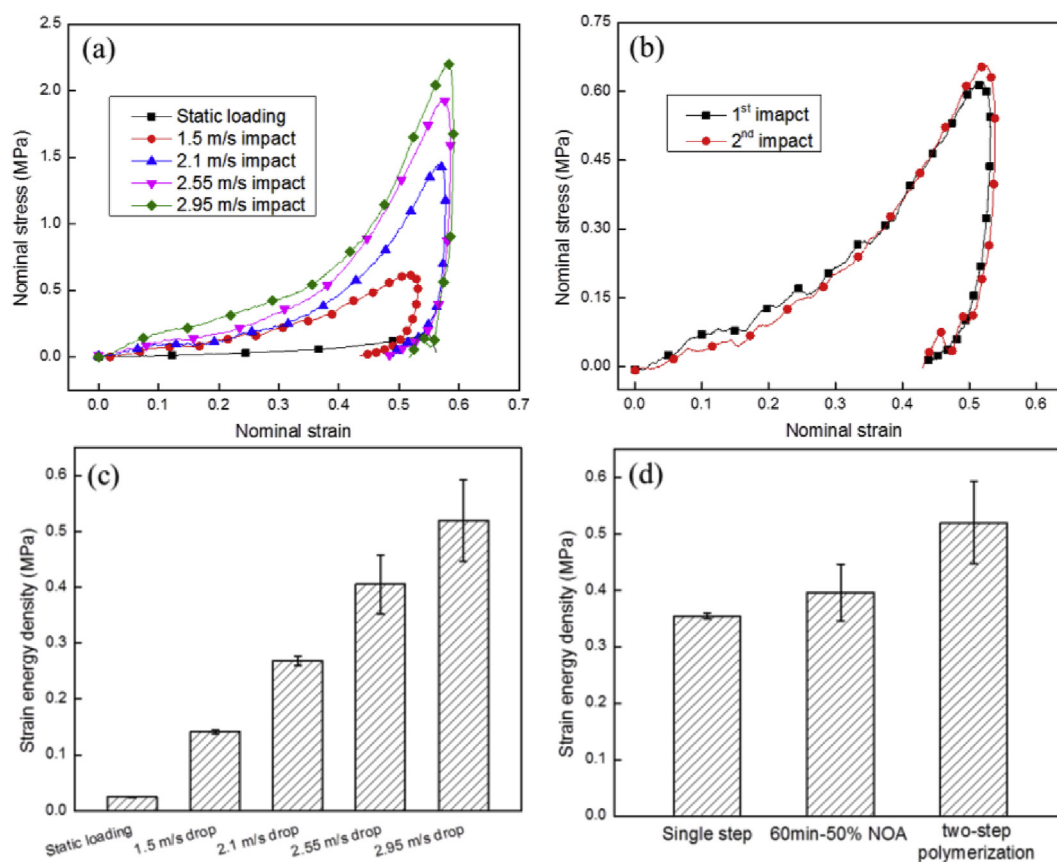 (a)
Nominal stress (MPa)
2.5
2.0
1.5
1.0
0.5
0.0
Static loading
1.5 m/s impact
2.1 m/s impact
2.55 m/s impact
2.95 m/s impact
0.0 0.1 0.2 0.3 0.4 0.5 0.6 0.7
Nominal strain
(b)
Nominal stress (MPa)
0.75
0.60
0.45
0.30
0.15
0.00
1st imapct
2nd impact
0.0 0.1 0.2 0.3 0.4 0.5 0.6
Nominal strain
(c)
Strain energy density (MPa)
0.6
0.5
0.4
0.3
0.2
0.1
0.0
Static loading 1.5 m/s drop 2.1 m/s drop 2.55 m/s drop 2.95 m/s drop
(d)
Strain energy density (MPa)
0.6
0.5
0.4
0.3
0.2
0.1
0.0
Single step 60min-50% NOA two-step
polymerization